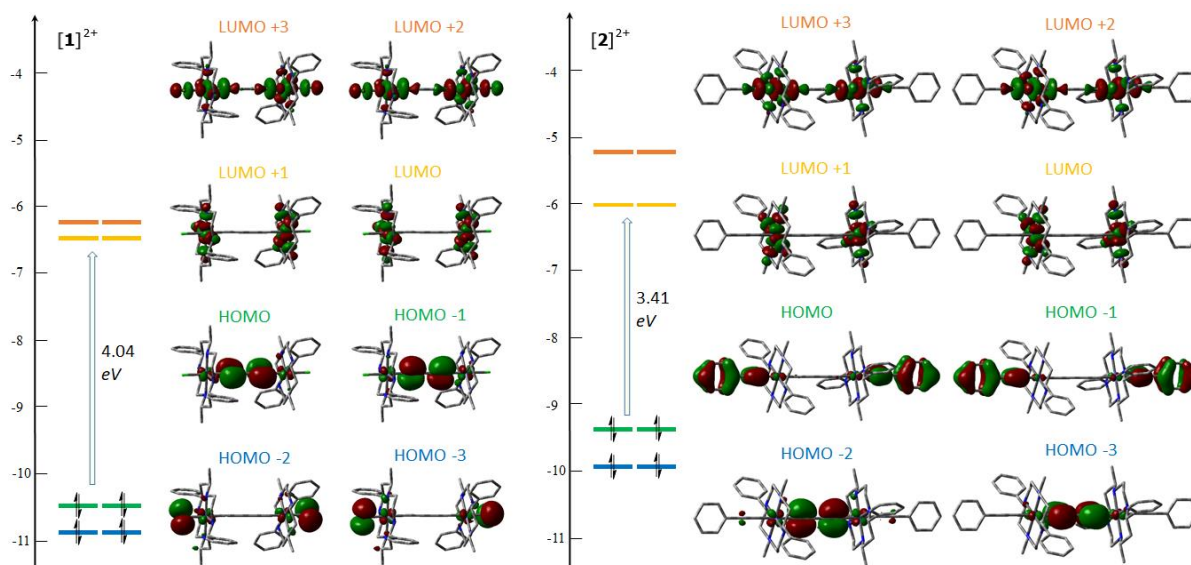 [1]²⁺
LUMO +3
LUMO +2
-4
-5
LUMO +1
LUMO
-6
-7
HOMO
HOMO -1
-8
4.04
eV
-9
HOMO -2
HOMO -3
-10
-11
[2]²⁺
LUMO +3
LUMO +2
-4
-5
LUMO +1
LUMO
-6
-7
3.41
eV
HOMO
HOMO -1
-8
-9
HOMO -2
HOMO -3
-10
-11